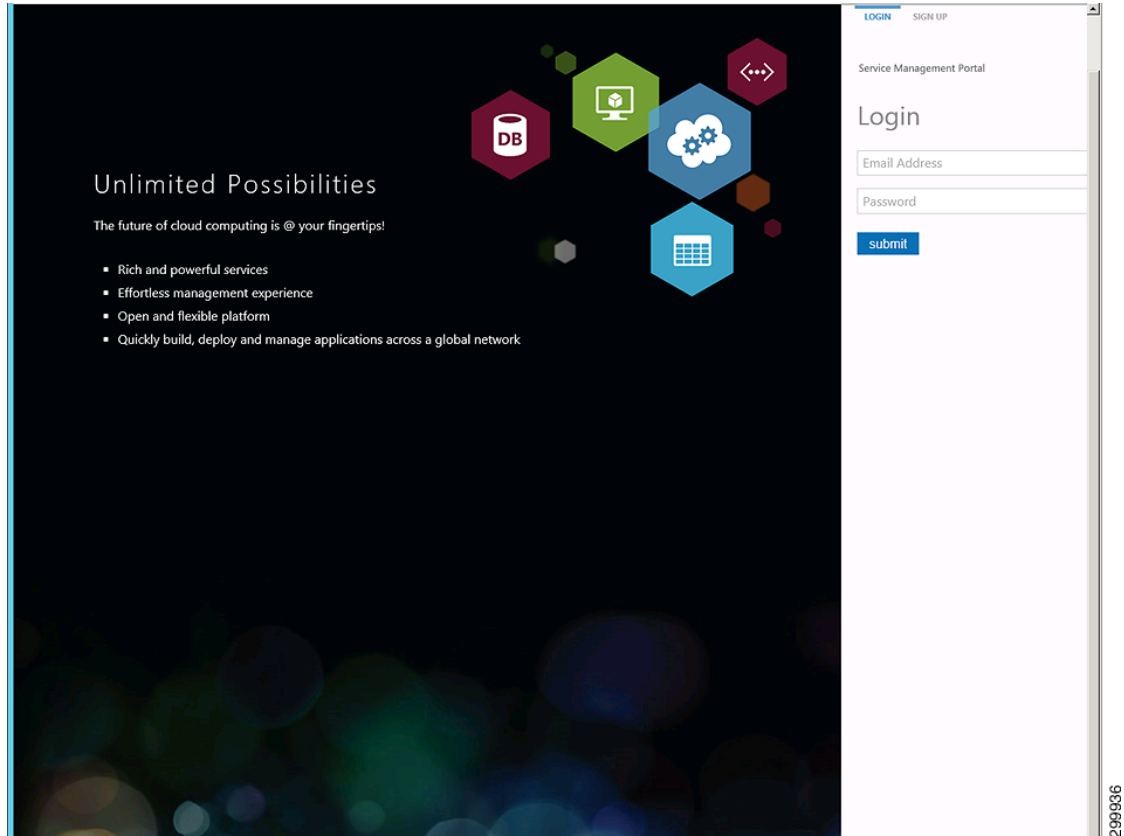 LOGIN SIGN UP
Service Management Portal
Login
Email Address
Password
submit
DB
Unlimited Possibilities
The future of cloud computing is @ your fingertips!
▪ Rich and powerful services
▪ Effortless management experience
▪ Open and flexible platform
▪ Quickly build, deploy and manage applications across a global network
299936